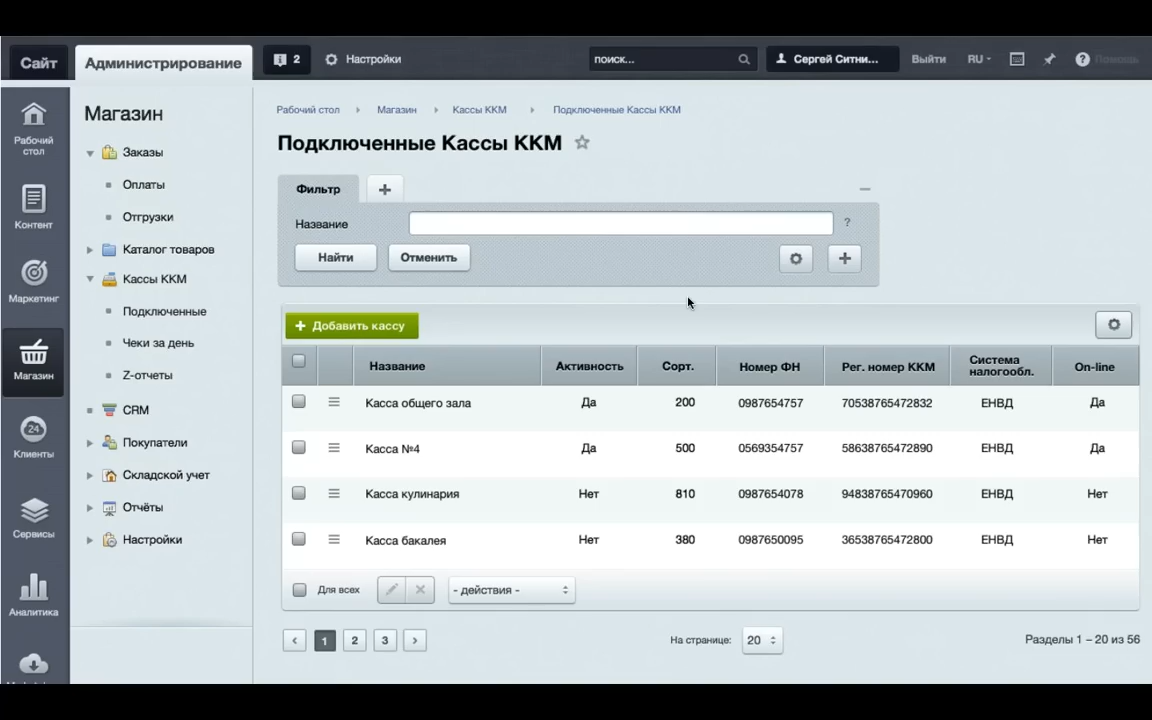 Сайт
Администрирование
2
Настройки
поиск...
Сергей Ситни...
Выйти
RU
?
Помощь
Рабочий стол
Контент
Маркетинг
Магазин
24
Клиенты
Сервисы
Аналитика
Магазин
Заказы
Оплаты
Отгрузки
Каталог товаров
Кассы ККМ
Подключенные
Чеки за день
Z-отчеты
CRM
Покупатели
Складской учет
Отчёты
Настройки
Рабочий стол Магазин Кассы ККМ Подключенные Кассы ККМ
Подключенные Кассы ККМ
Фильтр +
Название ?
Найти Отменить +
+ Добавить кассу
Название Активность Сорт. Номер ФН Рег. номер ККМ Система налогообл. On-line
Касса общего зала Да 200 0987654757 70538765472832 ЕНВД Да
Касса №4 Да 500 0569354757 58638765472890 ЕНВД Да
Касса кулинария Нет 810 0987654078 94838765470960 ЕНВД Нет
Касса бакалея Нет 380 0987650095 36538765472800 ЕНВД Нет
Для всех - действия -
1 2 3 На странице: 20 Разделы 1 – 20 из 56